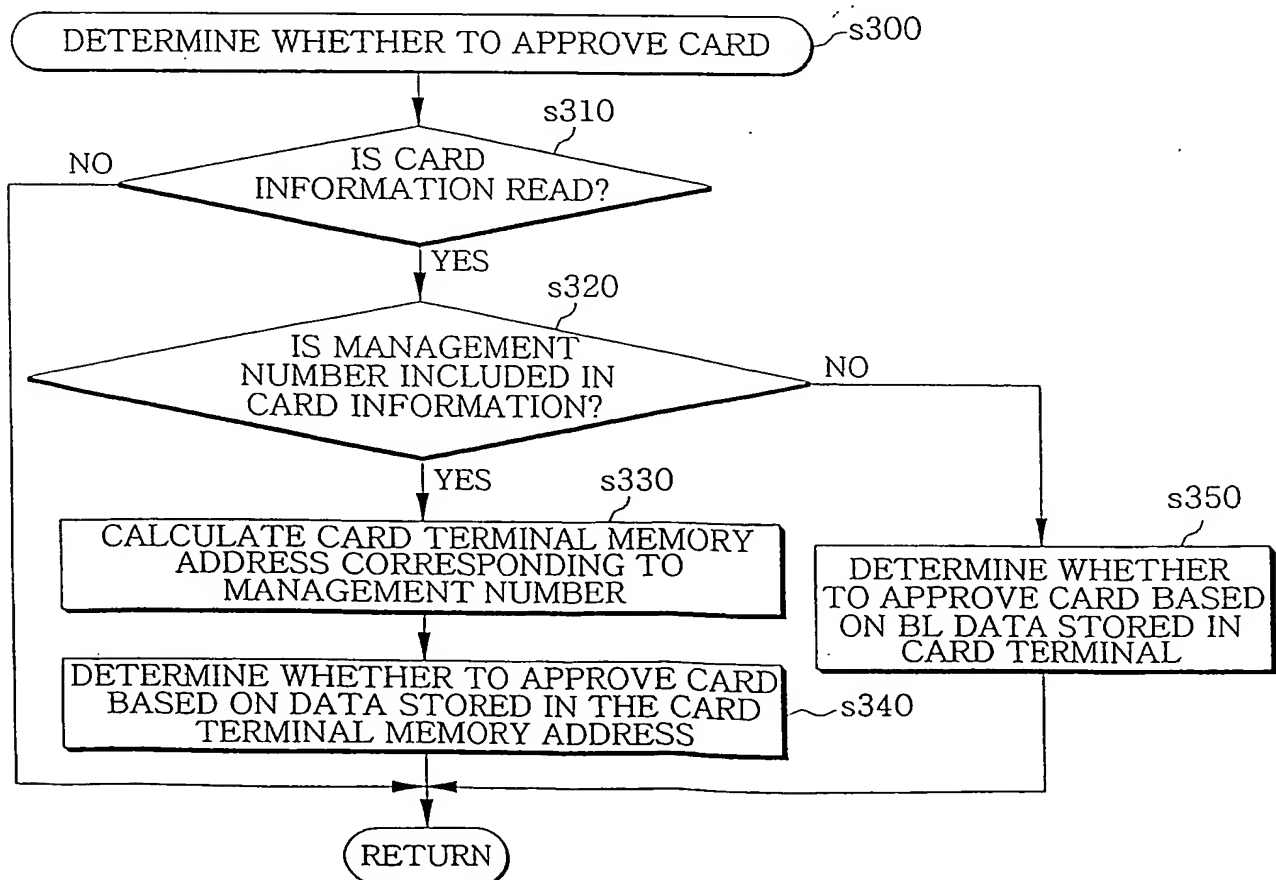 DETERMINE WHETHER TO APPROVE CARD
s300
s310
IS CARD
INFORMATION READ?
NO
YES
s320
IS MANAGEMENT
NUMBER INCLUDED IN
CARD INFORMATION?
NO
YES
s330
CALCULATE CARD TERMINAL MEMORY
ADDRESS CORRESPONDING TO
MANAGEMENT NUMBER
s350
DETERMINE WHETHER
TO APPROVE CARD BASED
ON BL DATA STORED IN
CARD TERMINAL
DETERMINE WHETHER TO APPROVE CARD
BASED ON DATA STORED IN THE CARD
TERMINAL MEMORY ADDRESS
s340
RETURN